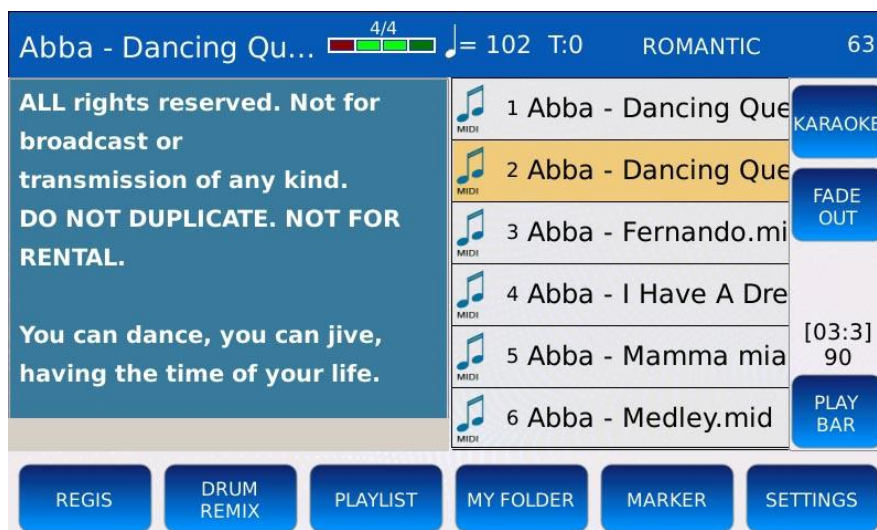 Abba - Dancing Qu... 4/4 = 102 T:0 ROMANTIC 63
ALL rights reserved. Not for
broadcast or
transmission of any kind.
DO NOT DUPLICATE. NOT FOR
RENTAL.
You can dance, you can jive,
having the time of your life.
MIDI 1 Abba - Dancing Que
MIDI 2 Abba - Dancing Que
MIDI 3 Abba - Fernando.mi
MIDI 4 Abba - I Have A Dre
MIDI 5 Abba - Mamma mia
MIDI 6 Abba - Medley.mid
KARAOKE
FADE
OUT
[03:3]
90
PLAY
BAR
REGIS
DRUM
REMIX
PLAYLIST
MY FOLDER
MARKER
SETTINGS